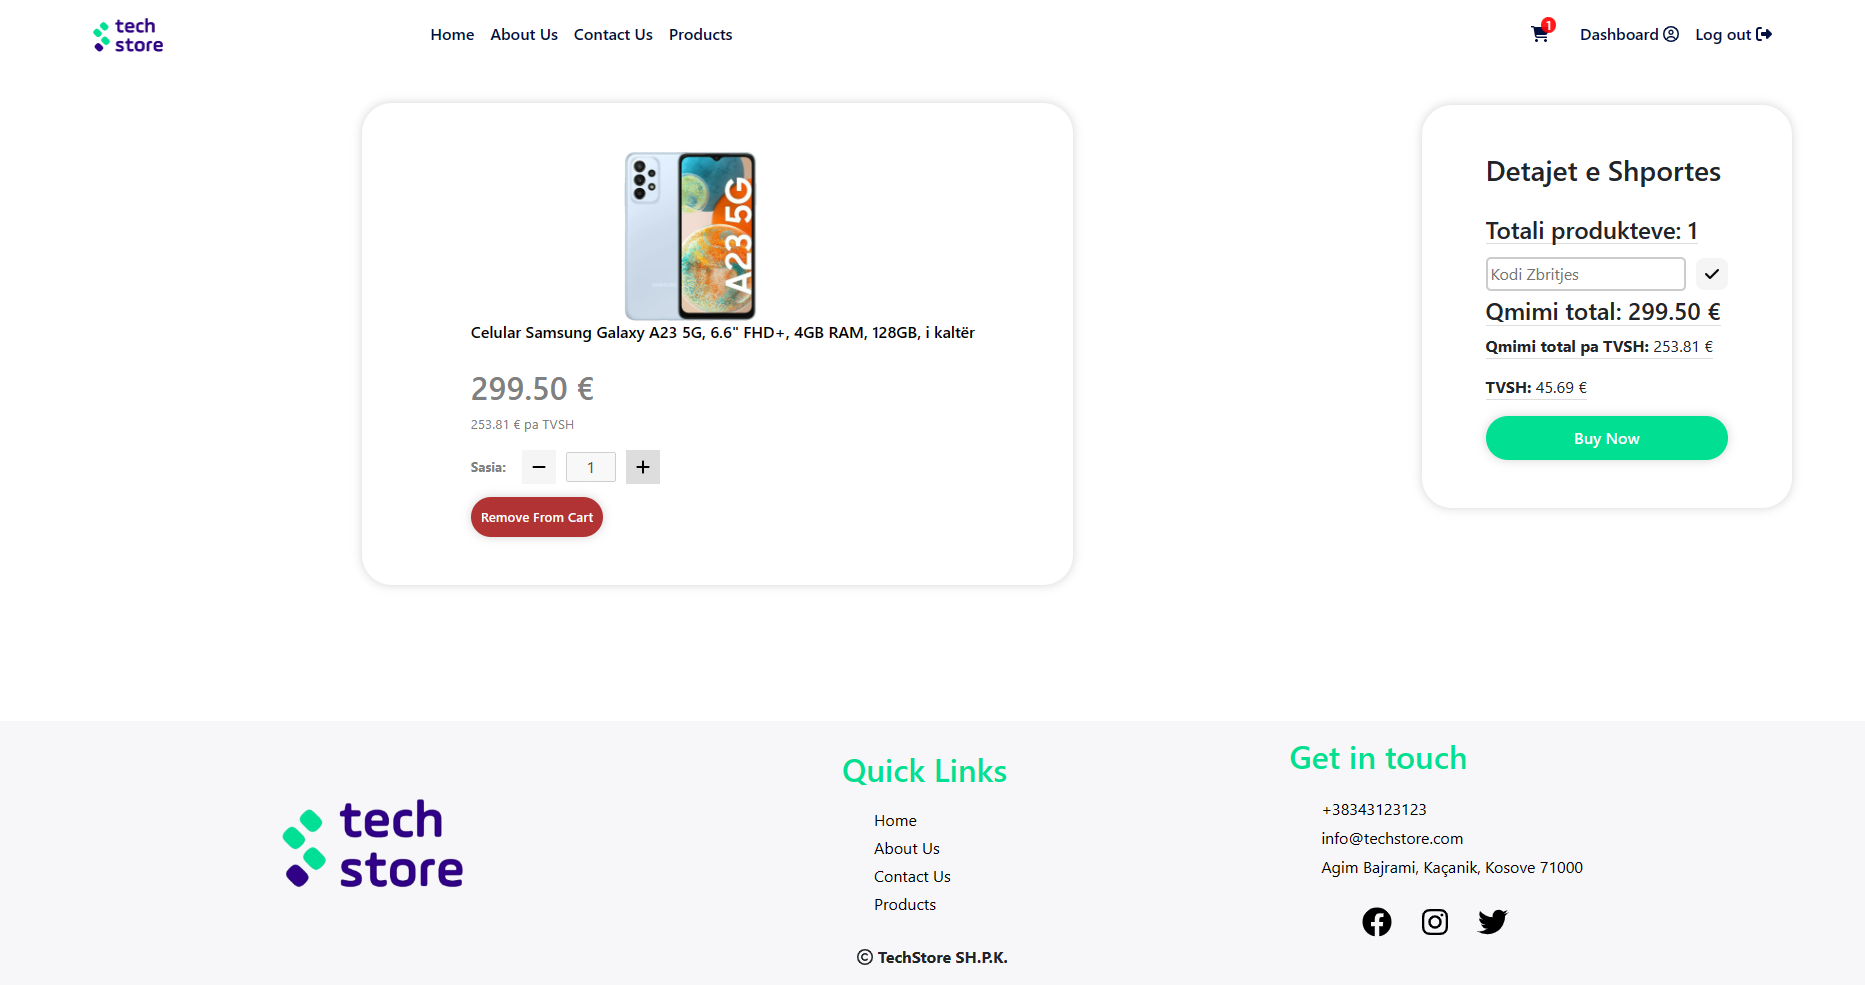 tech
store
Home About Us Contact Us Products
1
Dashboard Log out
A23 5G
Celular Samsung Galaxy A23 5G, 6.6" FHD+, 4GB RAM, 128GB, i kaltër
299.50 €
253.81 € pa TVSH
Sasia: 1
Remove From Cart
Detajet e Shportes
Totali produkteve: 1
Kodi Zbritjes
Qmimi total: 299.50 €
Qmimi total pa TVSH: 253.81 €
TVSH: 45.69 €
Buy Now
tech
store
Quick Links
Home
About Us
Contact Us
Products
© TechStore SH.P.K.
Get in touch
+38343123123
info@techstore.com
Agim Bajrami, Kaçanik, Kosove 71000